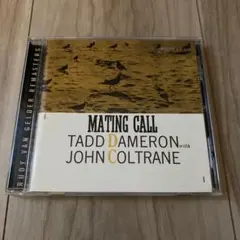 MATING CALL
TADD DAMERON with
JOHN COLTRANE
RUDY VAN GELDER REMASTERS